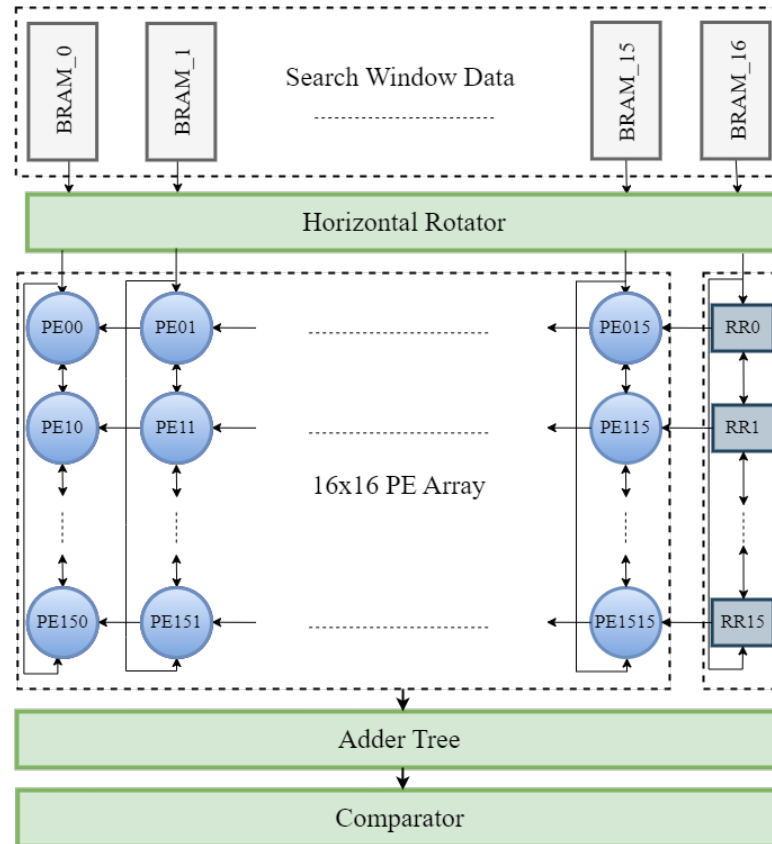 BRAM_0
BRAM_1
Search Window Data
BRAM_15
BRAM_16
Horizontal Rotator
PE00
PE01
PE015
RR0
PE10
PE11
PE115
RR1
16x16 PE Array
PE150
PE151
PE1515
RR15
Adder Tree
Comparator